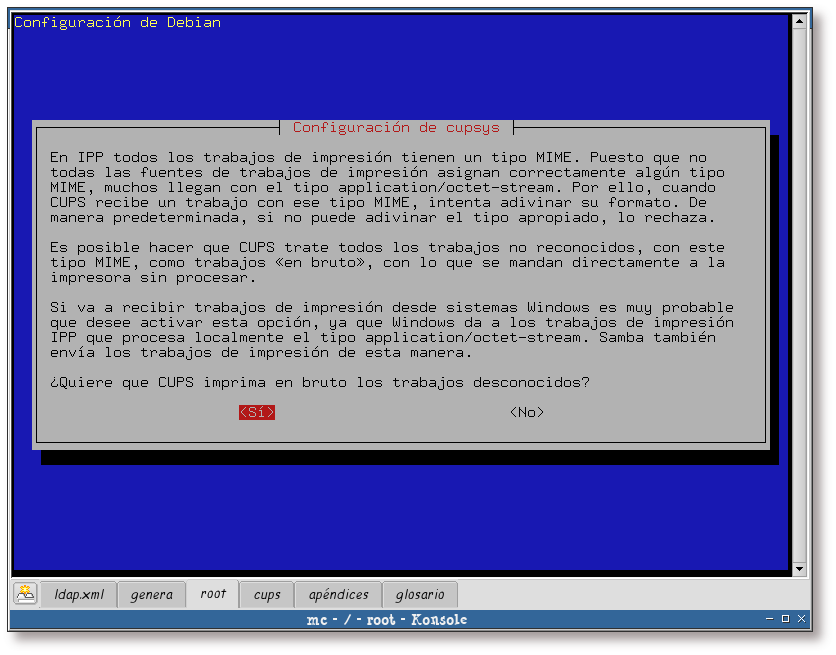 Configuración de Debian
Configuración de cupsys
En IPP todos los trabajos de impresión tienen un tipo MIME. Puesto que no
todas las fuentes de trabajos de impresión asignan correctamente algún tipo
MIME, muchos llegan con el tipo application/octet-stream. Por ello, cuando
CUPS recibe un trabajo con ese tipo MIME, intenta adivinar su formato. De
manera predeterminada, si no puede adivinar el tipo apropiado, lo rechaza.
Es posible hacer que CUPS trate todos los trabajos no reconocidos, con este
tipo MIME, como trabajos «en bruto», con lo que se mandan directamente a la
impresora sin procesar.
Si va a recibir trabajos de impresión desde sistemas Windows es muy probable
que desee activar esta opción, ya que Windows da a los trabajos de impresión
IPP que procesa localmente el tipo application/octet-stream. Samba también
envía los trabajos de impresión de esta manera.
¿Quiere que CUPS imprima en bruto los trabajos desconocidos?
<Sí> <No>
ldap.xml genera root cups apéndices glosario
mc - / - root - Konsole